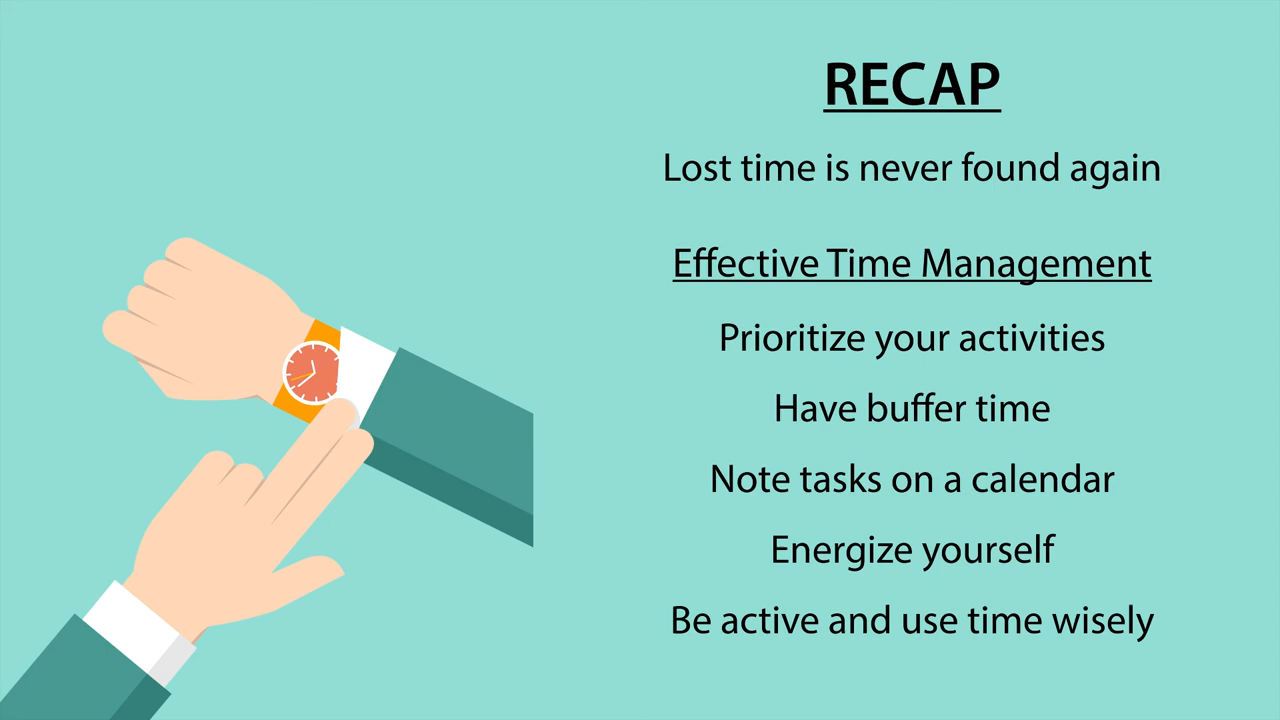 RECAP
Lost time is never found again
Effective Time Management
Prioritize your activities
Have buffer time
Note tasks on a calendar
Energize yourself
Be active and use time wisely